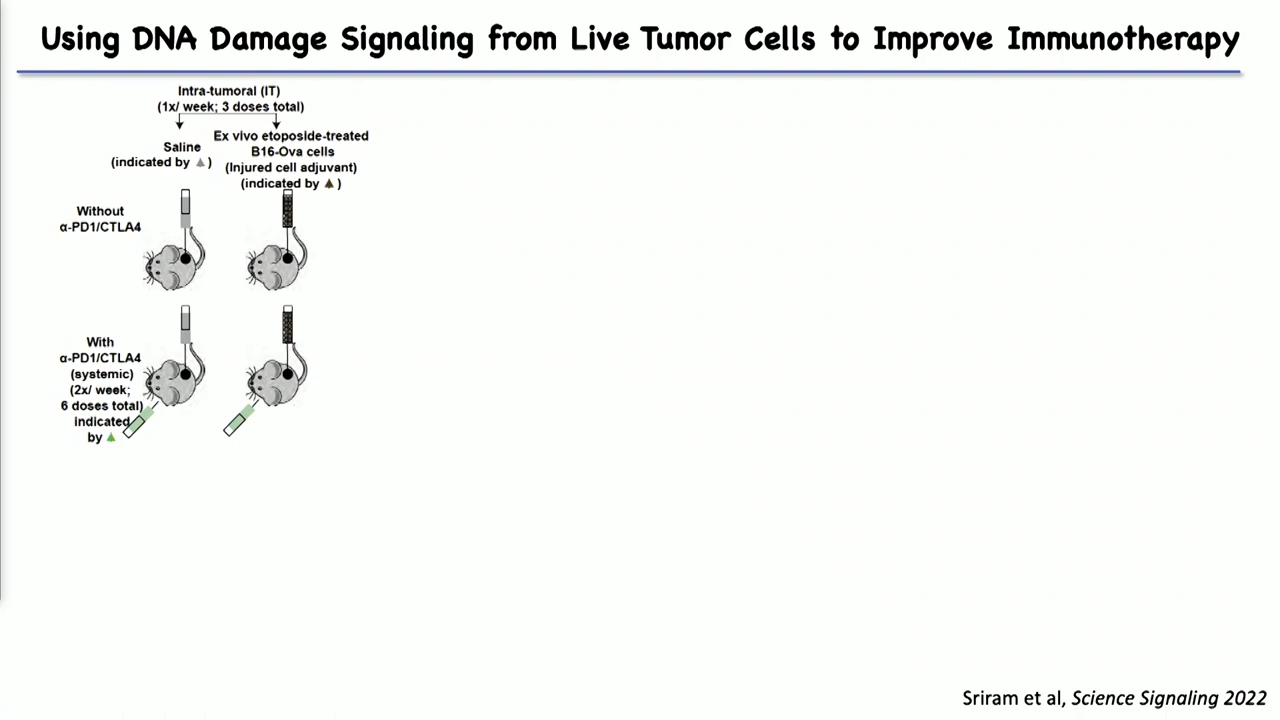 Using DNA Damage Signaling from Live Tumor Cells to Improve Immunotherapy
Intra-tumoral (IT)
(1x/ week; 3 doses total)
Saline
(indicated by ▲)
Ex vivo etoposide-treated
B16-Ova cells
(Injured cell adjuvant)
(indicated by ▲)
Without
α-PD1/CTLA4
With
α-PD1/CTLA4
(systemic)
(2x/ week;
6 doses total)
indicated
by ▲
Sriram et al, Science Signaling 2022